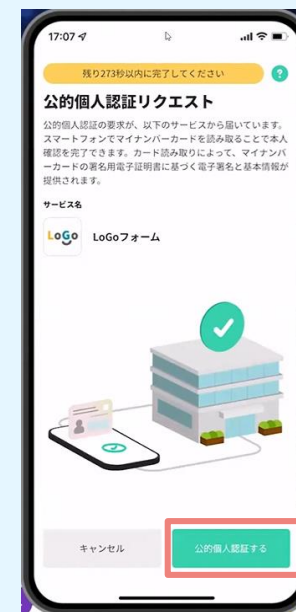 17:07
残り273秒以内に完了してください
?
公的個人認証リクエスト
公的個人認証の要求が、以下のサービスから届いています。
スマートフォンでマイナンバーカードを読み取ることで本人
確認を完了できます。カード読み取りによって、マイナンバ
ーカードの署名用電子証明書に基づく電子署名と基本情報が
提供されます。
サービス名
LoGo
LoGoフォーム
キャンセル
公的個人認証する